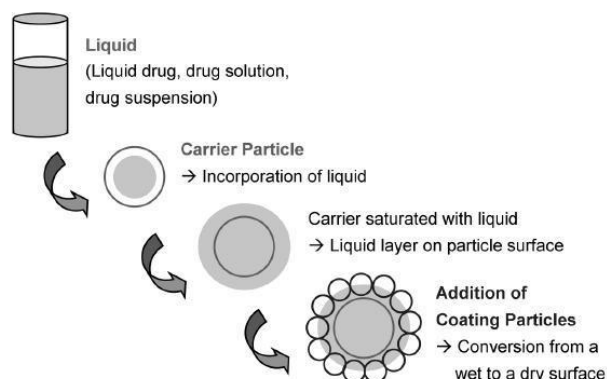 Liquid
(Liquid drug, drug solution,
drug suspension)
Carrier Particle
→ Incorporation of liquid
Carrier saturated with liquid
→ Liquid layer on particle surface
Addition of
Coating Particles
→ Conversion from a
wet to a dry surface